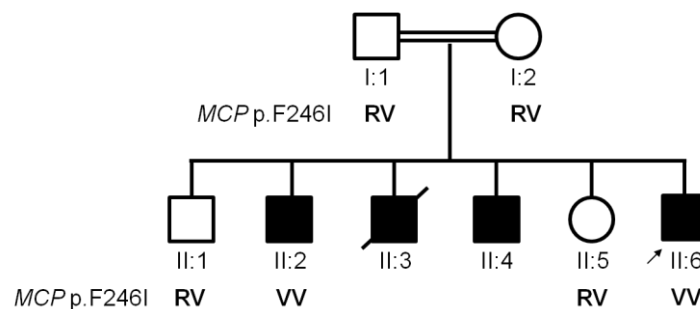 I:1 I:2
MCP p.F246I RV RV
II:1 II:2 II:3 II:4 II:5 II:6
MCP p.F246I RV VV RV VV